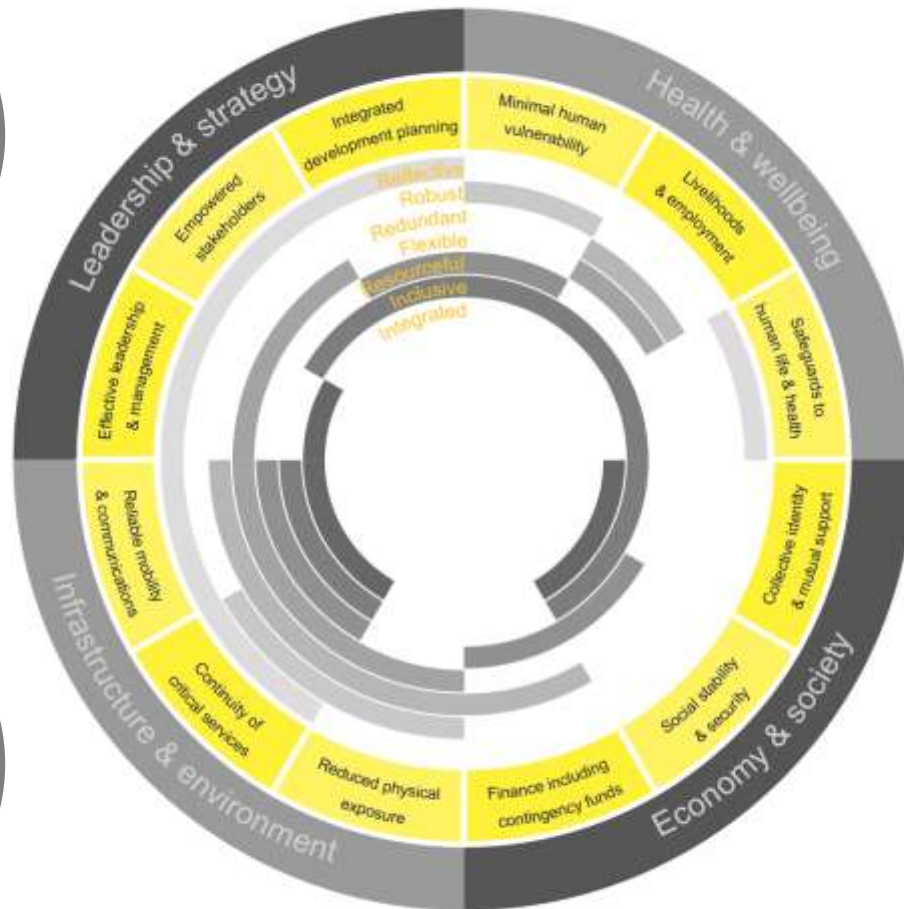 Leadership & strategy
Health & wellbeing
Economy & society
Infrastructure & environment
Integrated
development planning
Minimal human
vulnerability
Livelihoods
& employment
Safeguards to
human life & health
Collective identity
& mutual support
Social stability
& security
Finance including
contingency funds
Reduced physical
exposure
Continuity of
critical services
Reliable mobility
& communications
Effective leadership
& management
Empowered
stakeholders
Reflective
Robust
Redundant
Flexible
Resourceful
Inclusive
Integrated